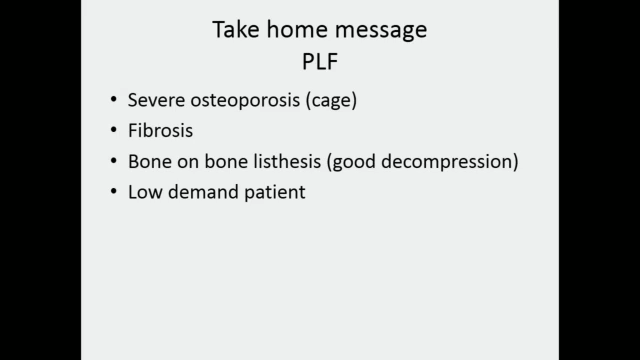 Take home message
PLF
• Severe osteoporosis (cage)
• Fibrosis
• Bone on bone listhesis (good decompression)
• Low demand patient